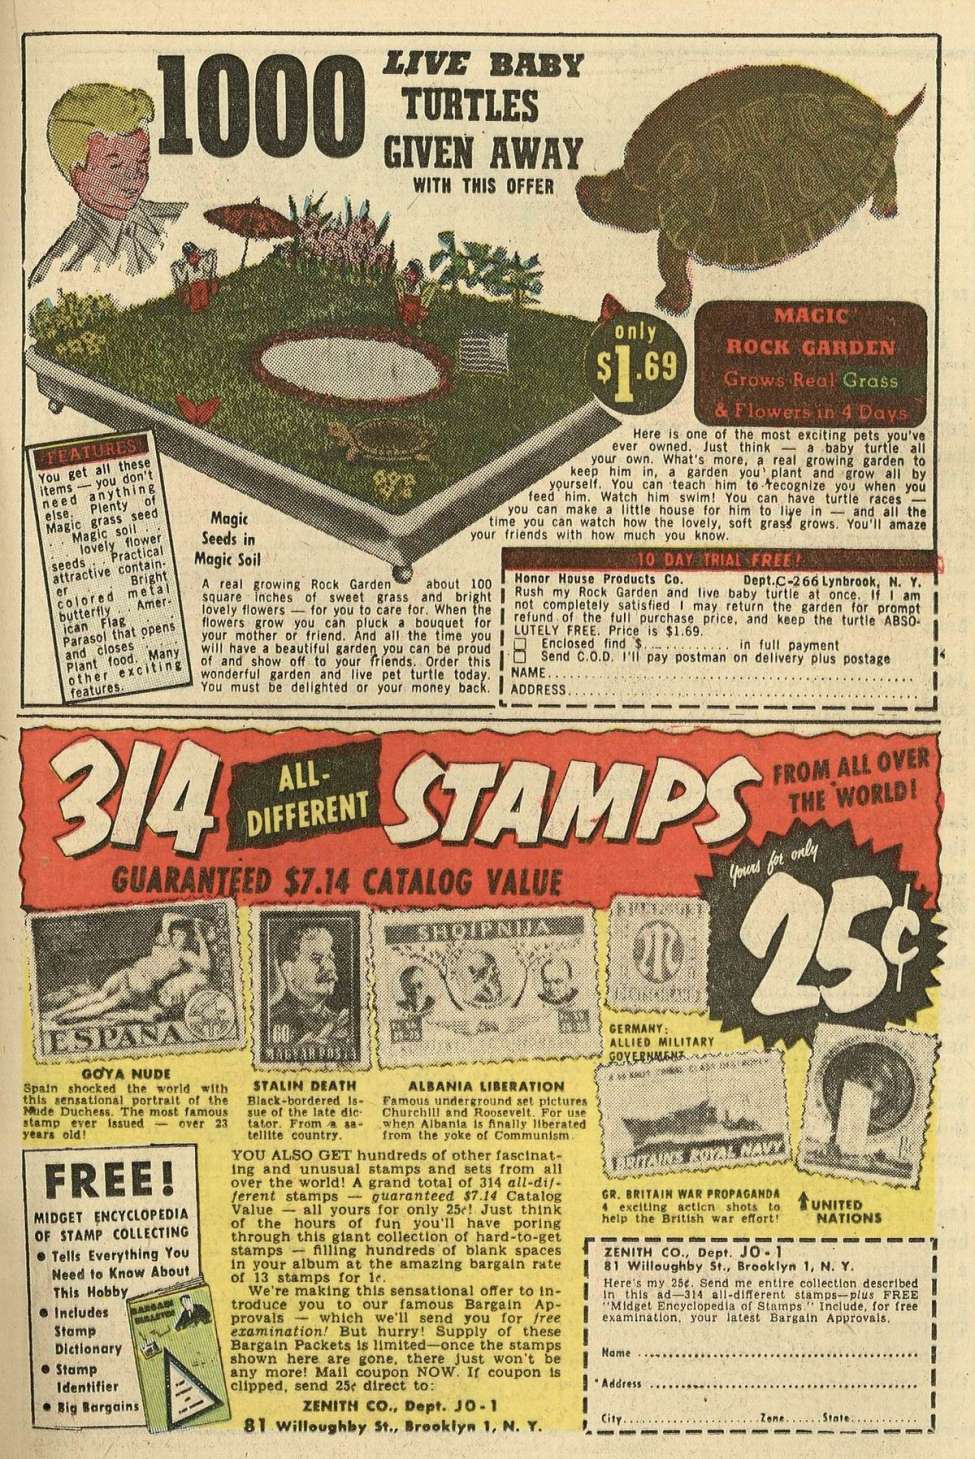 1000
LIVE BABY
TURTLES
GIVEN AWAY
WITH THIS OFFER
only
$1.69
MAGIC
ROCK GARDEN
Grows Real Grass
& Flowers in 4 Days
Here is one of the most exciting pets you've
ever owned. Just think — a baby turtle all
your own. What's more, a real growing garden to
keep him in, a garden you plant and grow all by
yourself. You can teach him to recognize you when you
feed him. Watch him swim! You can have turtle races —
you can make a little house for him to live in — and all the
time you can watch how the lovely, soft grass grows. You'll amaze
your friends with how much you know.
FEATURES
You get all these
items — you don't
need anything
else. Plenty of
Magic grass seed
. . Magic soil . .
. . lovely flower
seeds . . Practical
attractive contain-
er . . Bright
colored metal
butterfly . . Amer-
ican Flag . .
Parasol that opens
and closes . .
Plant food. Many
other exciting
features.
Magic
Seeds in
Magic Soil
A real growing Rock Garden about 100
square inches of sweet grass and bright
lovely flowers — for you to care for. When the
flowers grow you can pluck a bouquet for
your mother or friend. And all the time you
will have a beautiful garden you can be proud
of and show off to your friends. Order this
wonderful garden and live pet turtle today.
You must be delighted or your money back.
10 DAY TRIAL FREE!
Honor House Products Co. Dept. C-266 Lynbrook, N. Y.
Rush my Rock Garden and live baby turtle at once. If I am
not completely satisfied I may return the garden for prompt
refund of the full purchase price, and keep the turtle ABSO-
LUTELY FREE. Price is $1.69.
Enclosed find $.............. in full payment
Send C.O.D. I'll pay postman on delivery plus postage
NAME..............................
ADDRESS..............................
314
ALL-
DIFFERENT
STAMPS
FROM ALL OVER
THE WORLD!
GUARANTEED $7.14 CATALOG VALUE
Yours for only
25¢
ESPAÑA
60
MAGYAR POSTA
SHQIPNIJA
DEUTSCHLAND
BRITAIN'S ROYAL NAVY
GOYA NUDE
Spain shocked the world with
this sensational portrait of the
Nude Duchess. The most famous
stamp ever issued — over 23
years old!
STALIN DEATH
Black-bordered is-
sue of the late dic-
tator. From a sa-
tellite country.
ALBANIA LIBERATION
Famous underground set pictures
Churchill and Roosevelt. For use
when Albania is finally liberated
from the yoke of Communism.
GERMANY:
ALLIED MILITARY
GOVERNMENT
GR. BRITAIN WAR PROPAGANDA
4 exciting action shots to
help the British war effort!
UNITED
NATIONS
FREE!
MIDGET ENCYCLOPEDIA
OF STAMP COLLECTING
● Tells Everything You
Need to Know About
This Hobby
● Includes
Stamp
Dictionary
● Stamp
Identifier
● Big Bargains
BARGAIN
BULLETIN
YOU ALSO GET hundreds of other fascinat-
ing and unusual stamps and sets from all
over the world! A grand total of 314 all-dif-
ferent stamps — guaranteed $7.14 Catalog
Value — all yours for only 25¢! Just think
of the hours of fun you'll have poring
through this giant collection of hard-to-get
stamps — filling hundreds of blank spaces
in your album at the amazing bargain rate
of 13 stamps for 1¢.
We're making this sensational offer to in-
troduce you to our famous Bargain Ap-
provals — which we'll send you for free
examination! But hurry! Supply of these
Bargain Packets is limited—once the stamps
shown here are gone, there just won't be
any more! Mail coupon NOW. If coupon is
clipped, send 25¢ direct to:
ZENITH CO., Dept. JO-1
81 Willoughby St., Brooklyn 1, N. Y.
ZENITH CO., Dept. JO-1
81 Willoughby St., Brooklyn 1, N. Y.
Here's my 25¢. Send me entire collection described
in this ad—314 all-different stamps—plus FREE
"Midget Encyclopedia of Stamps." Include, for free
examination, your latest Bargain Approvals.
Name ..............................
Address ..............................
City.................... Zone...... State..........